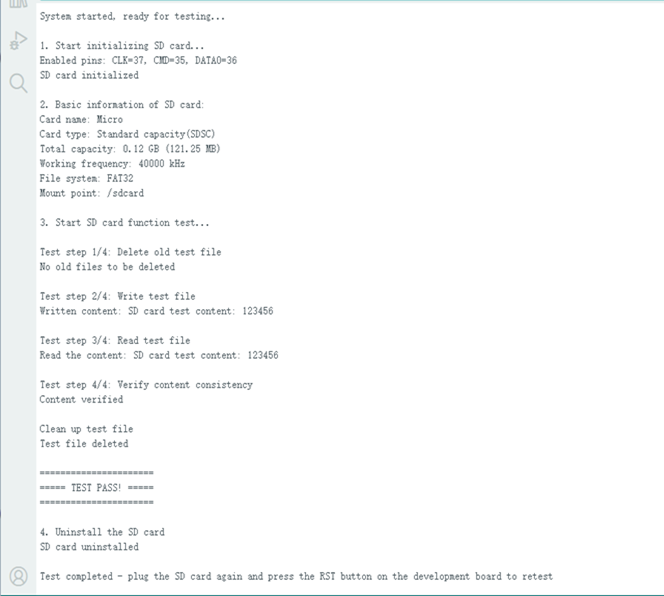 System started, ready for testing...
1. Start initializing SD card...
Enabled pins: CLK=37, CMD=35, DATA0=36
SD card initialized
2. Basic information of SD card:
Card name: Micro
Card type: Standard capacity(SDSC)
Total capacity: 0.12 GB (121.25 MB)
Working frequency: 40000 kHz
File system: FAT32
Mount point: /sdcard
3. Start SD card function test...
Test step 1/4: Delete old test file
No old files to be deleted
Test step 2/4: Write test file
Written content: SD card test content: 123456
Test step 3/4: Read test file
Read the content: SD card test content: 123456
Test step 4/4: Verify content consistency
Content verified
Clean up test file
Test file deleted
======================
===== TEST PASS! =====
======================
4. Uninstall the SD card
SD card uninstalled
Test completed - plug the SD card again and press the RST button on the development board to retest